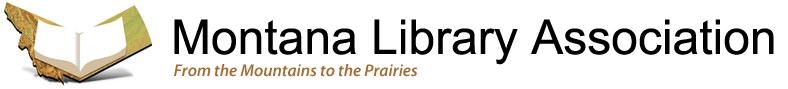 Montana Library Association
From the Mountains to the Prairies